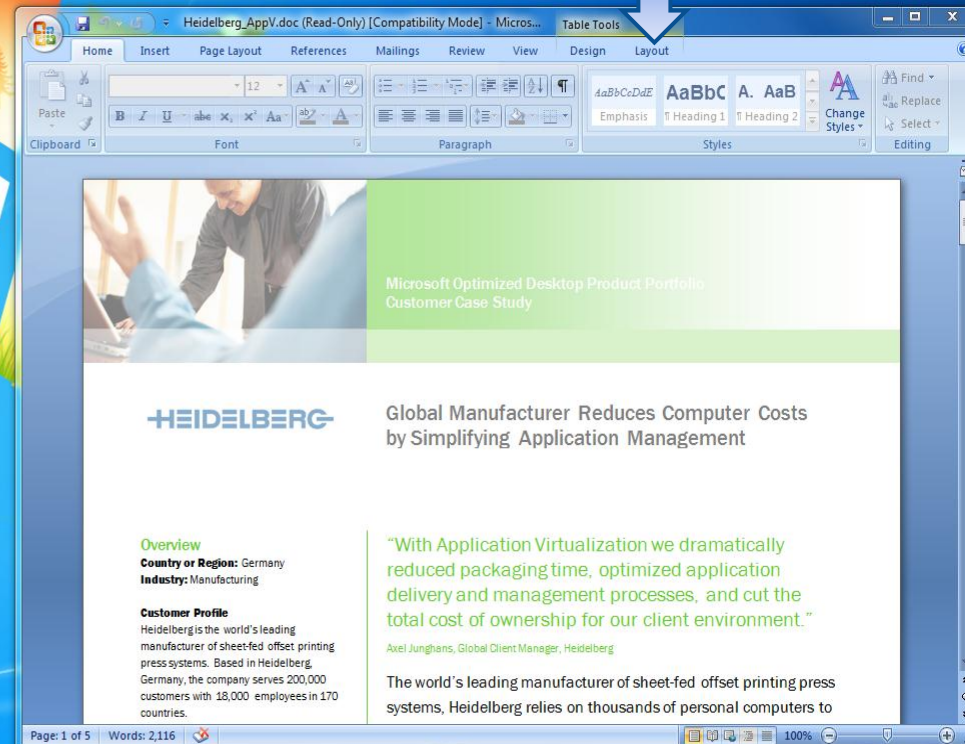 Heidelberg_AppV.doc (Read-Only) [Compatibility Mode] - Micros...
Table Tools
Home Insert Page Layout References Mailings Review View Design Layout
12
Paste
B I U abc x, x² Aa ab A
AaBbCcDdE AaBbC A. AaB
Emphasis ¶ Heading 1 ¶ Heading 2
Change
Styles
Find
Replace
Select
Clipboard Font Paragraph Styles Editing
Microsoft Optimized Desktop Product Portfolio
Customer Case Study
HEIDELBERG
Global Manufacturer Reduces Computer Costs
by Simplifying Application Management
Overview
Country or Region: Germany
Industry: Manufacturing
Customer Profile
Heidelberg is the world's leading
manufacturer of sheet-fed offset printing
press systems. Based in Heidelberg,
Germany, the company serves 200,000
customers with 18,000 employees in 170
countries.
“With Application Virtualization we dramatically
reduced packaging time, optimized application
delivery and management processes, and cut the
total cost of ownership for our client environment.”
Axel Junghans, Global Client Manager, Heidelberg
The world's leading manufacturer of sheet-fed offset printing press
systems, Heidelberg relies on thousands of personal computers to
Page: 1 of 5 Words: 2,116 100%